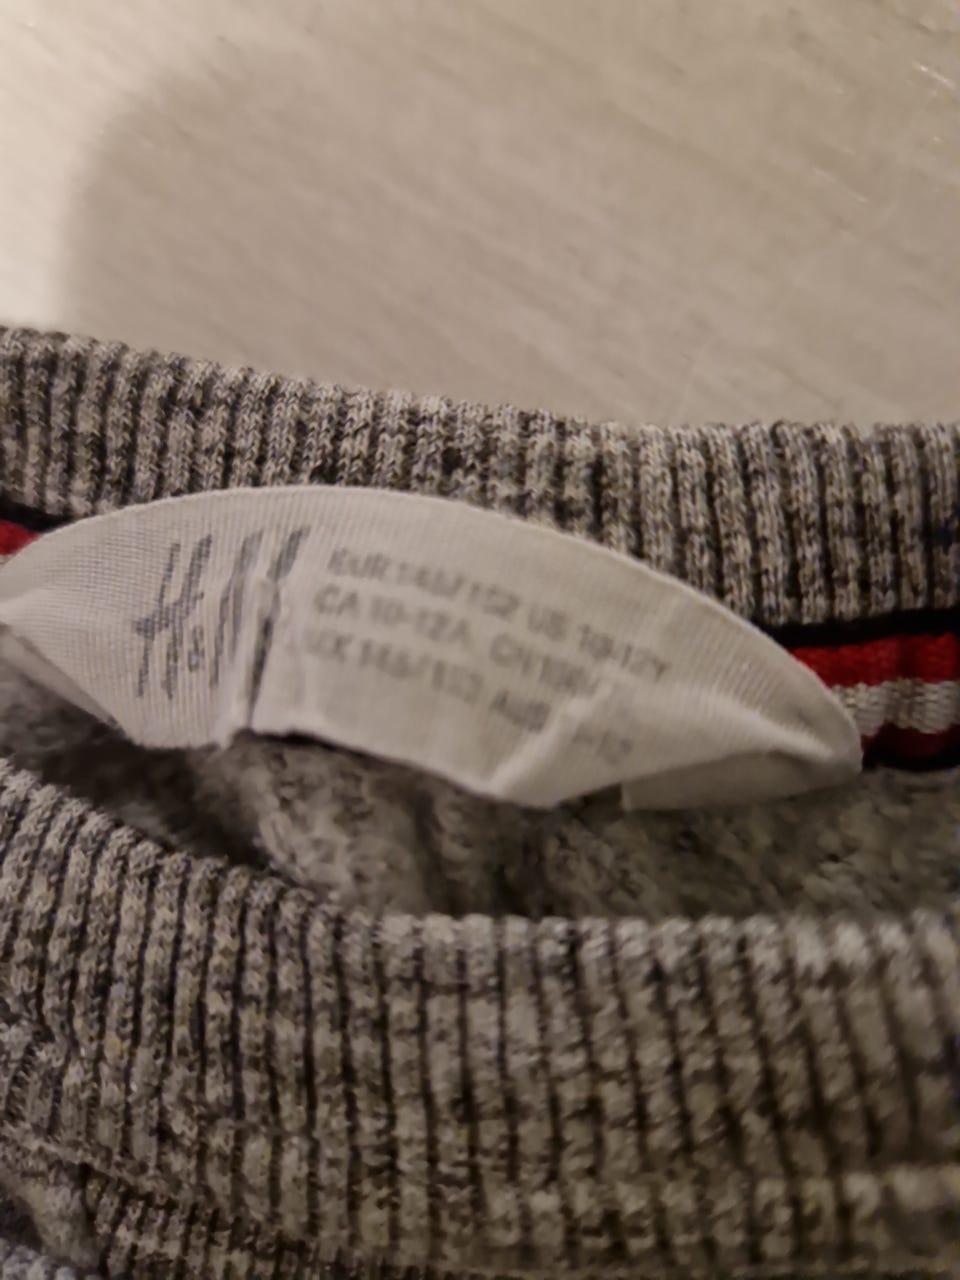 H&M
EUR 146/152 US 10-12Y
CA 10-12A
MX 146/152